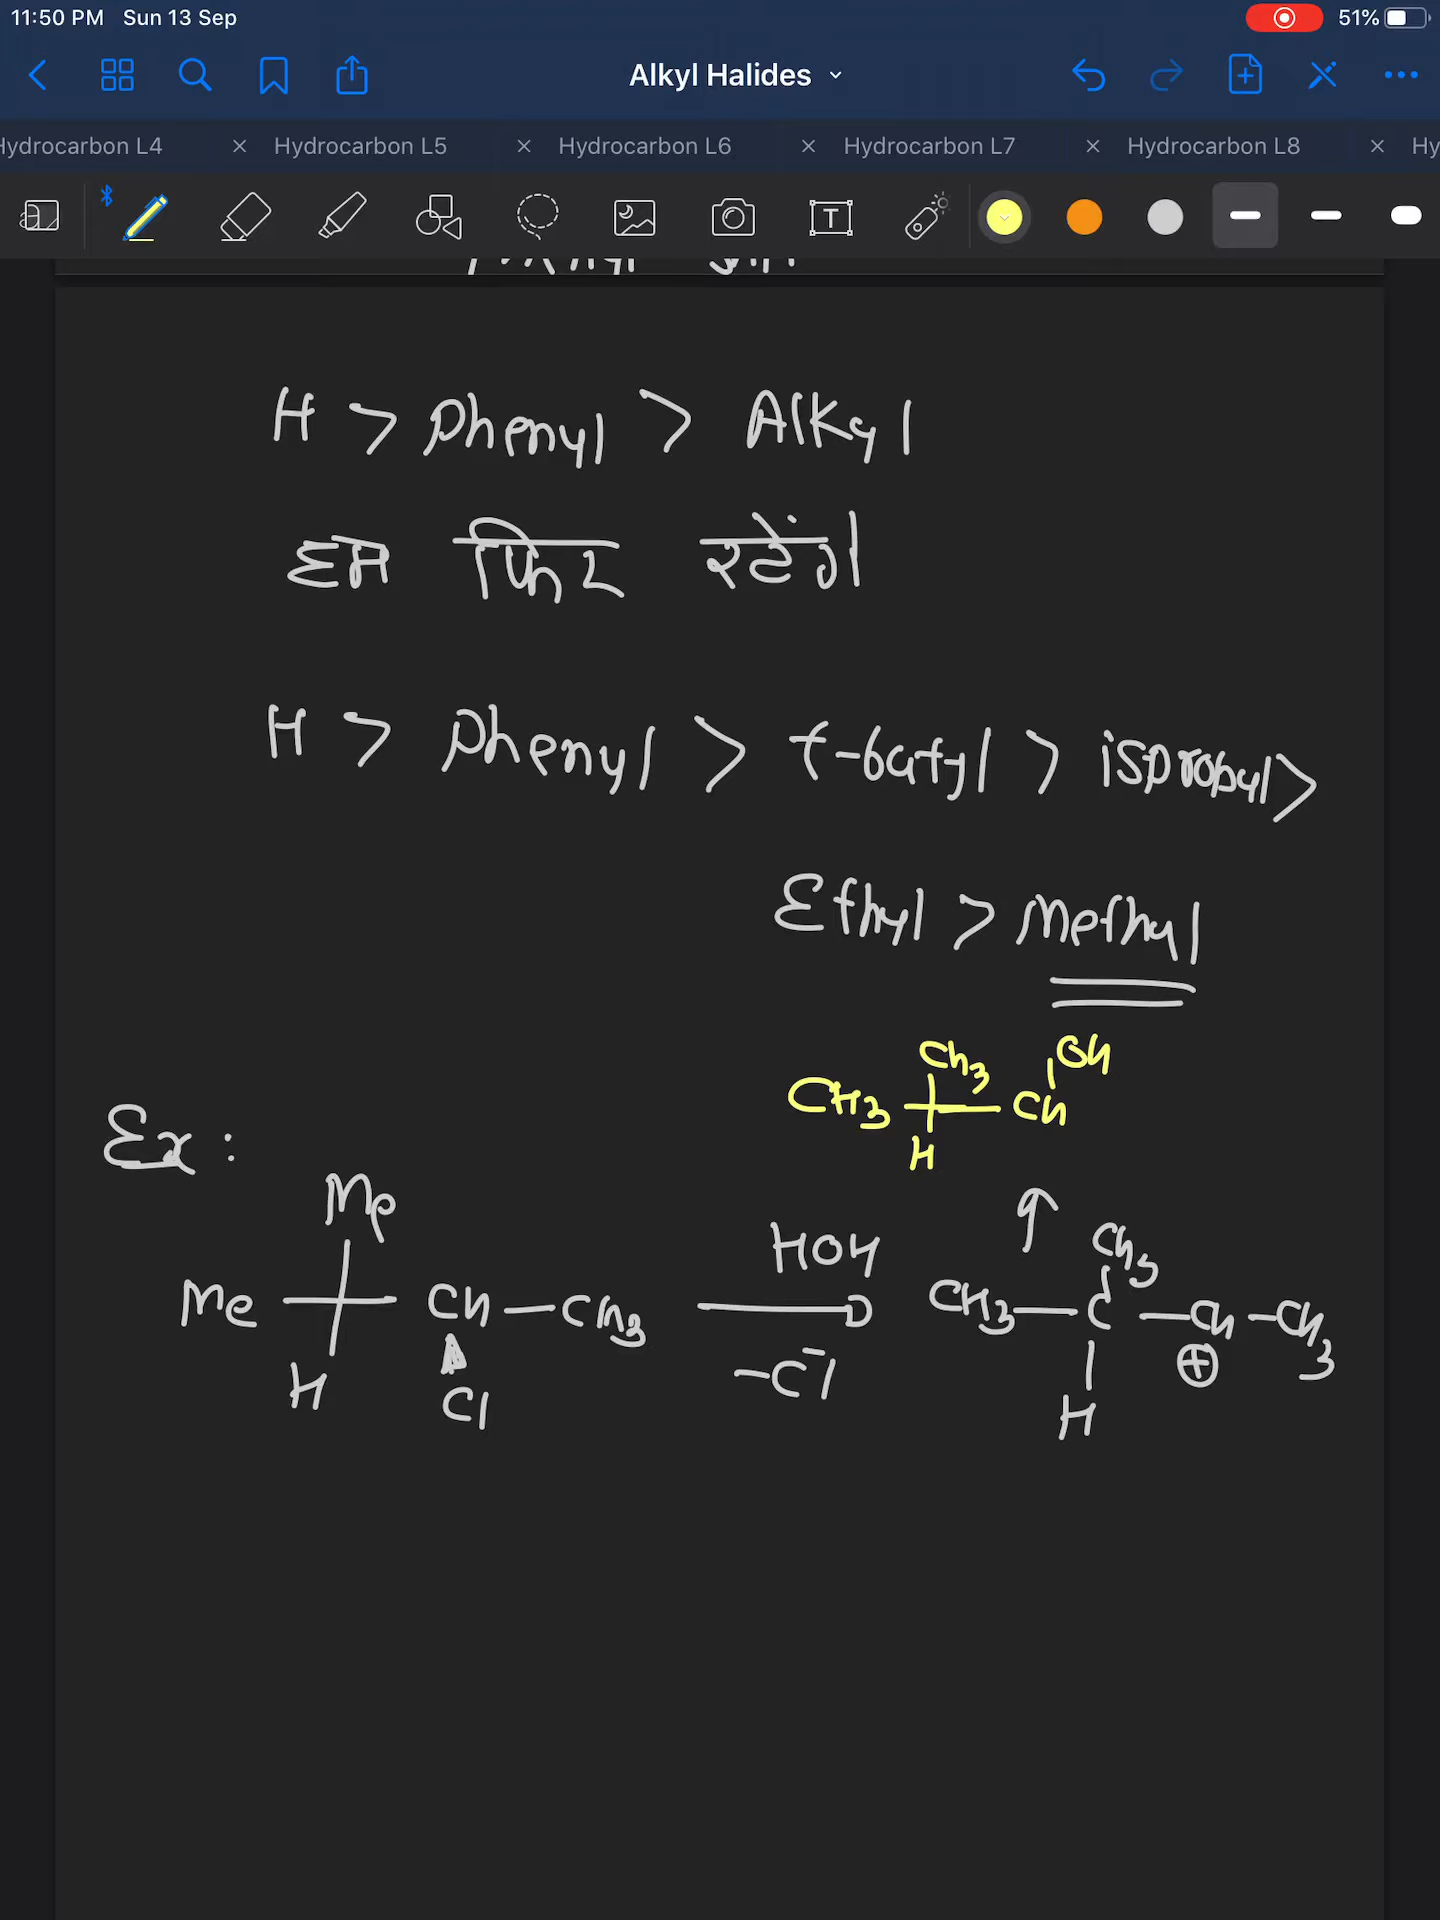 11:50 PM Sun 13 Sep 51%
Alkyl Halides
Hydrocarbon L4 × Hydrocarbon L5 × Hydrocarbon L6 × Hydrocarbon L7 × Hydrocarbon L8 × Hy
H > Phenyl > Alkyl
हम फिर रटेंगे
H > Phenyl > t-butyl > isopropyl >
Ethyl > Methyl
CH3 OH
CH3 CH
H
Ex :
Me
Me CH — CH3
H Cl
HOH
-Cl⁻
CH3
CH3 — C — CH — CH3
H ⊕